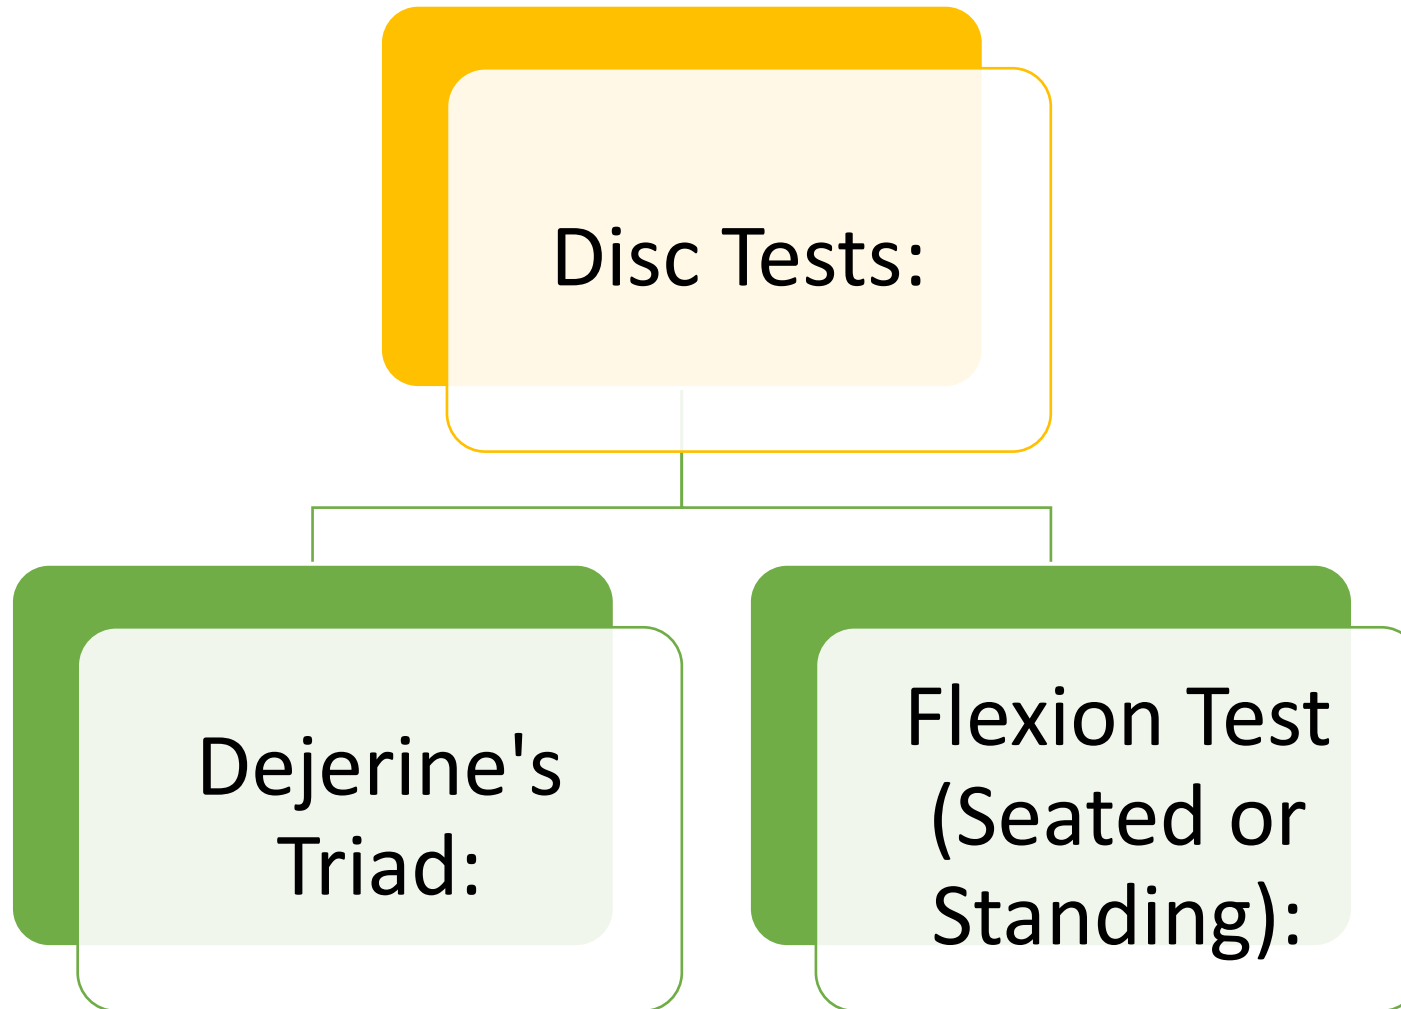 Disc Tests:
Dejerine's
Triad:
Flexion Test
(Seated or
Standing):